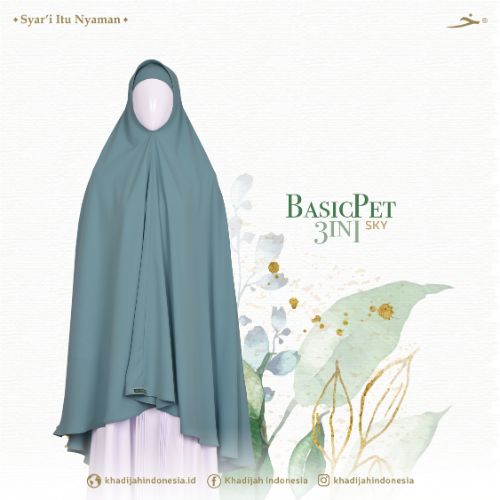 Syar'i Itu Nyaman
BASICPET
3IN1 SKY
khadijahindonesia.id
Khadijah Indonesia
khadijahindonesia